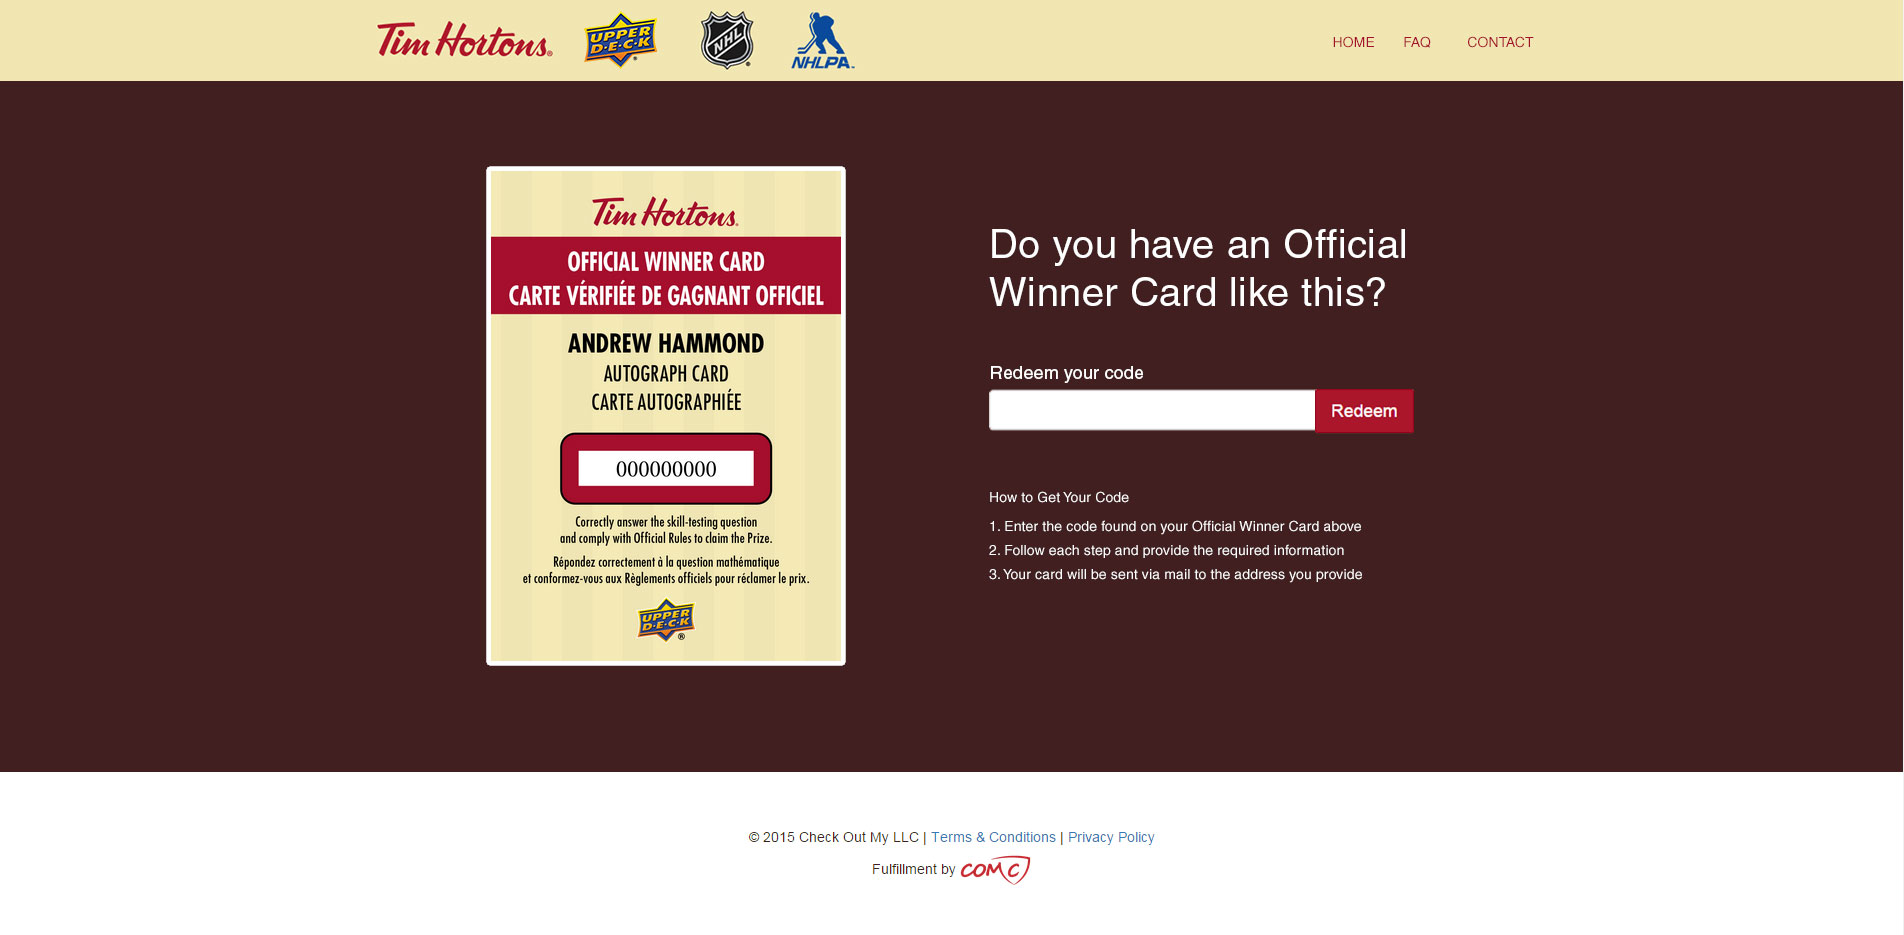 Tim Hortons®
UPPER
D·E·C·K®
NHL®
NHLPA™
HOME FAQ CONTACT
Tim Hortons®
OFFICIAL WINNER CARD
CARTE VÉRIFIÉE DE GAGNANT OFFICIEL
ANDREW HAMMOND
AUTOGRAPH CARD
CARTE AUTOGRAPHIÉE
000000000
Correctly answer the skill-testing question
and comply with Official Rules to claim the Prize.
Répondez correctement à la question mathématique
et conformez-vous aux Règlements officiels pour réclamer le prix.
UPPER
D·E·C·K®
Do you have an Official
Winner Card like this?
Redeem your code
Redeem
How to Get Your Code
1. Enter the code found on your Official Winner Card above
2. Follow each step and provide the required information
3. Your card will be sent via mail to the address you provide
© 2015 Check Out My LLC | Terms & Conditions | Privacy Policy
Fulfillment by COMC